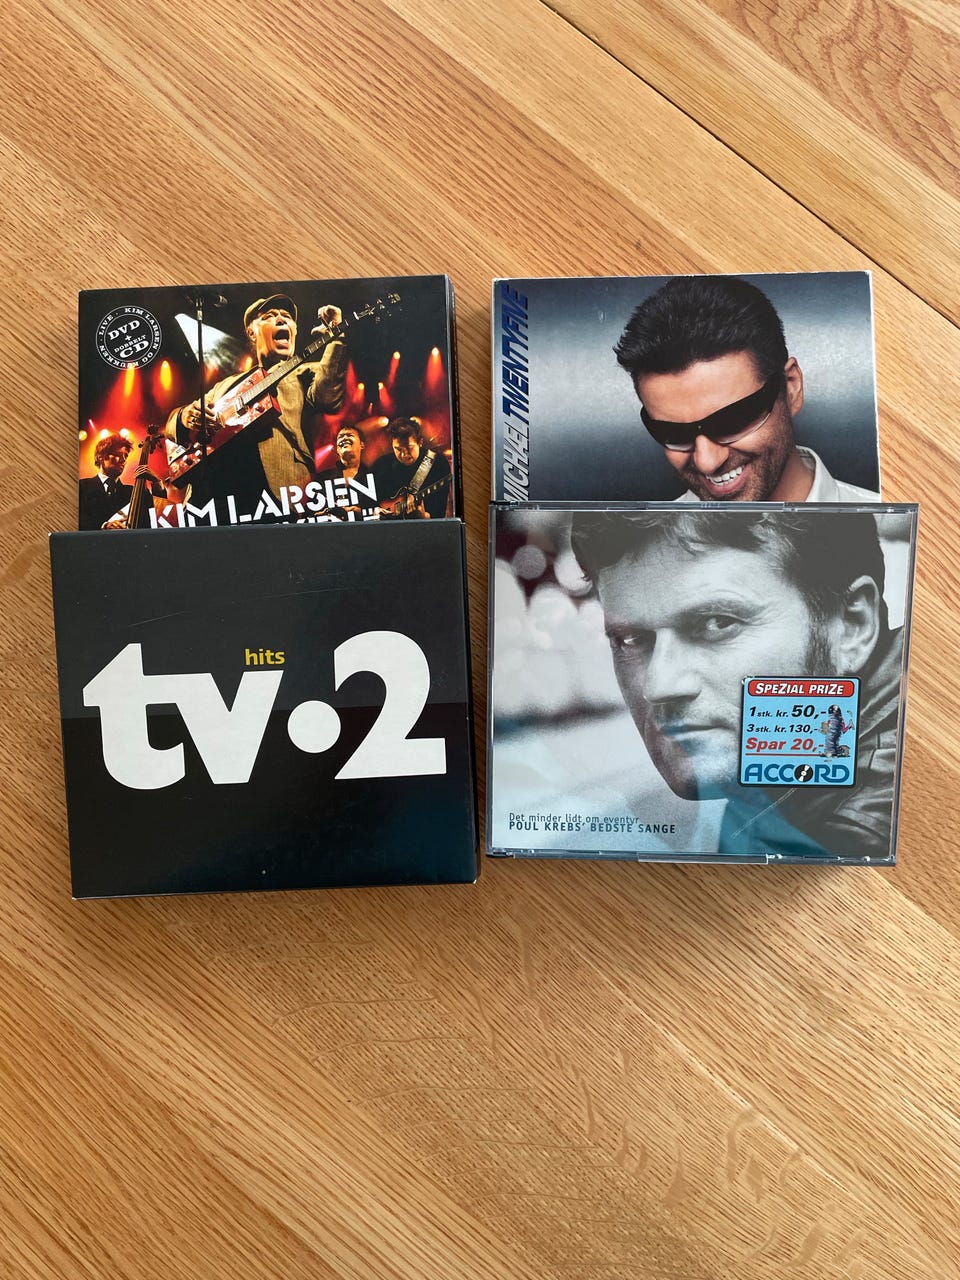 LIVE · KIM LARSEN OG KJUKKEN ·
DVD
+
DOBBELT
CD
KIM LARSEN
MICHAEL TWENTYFIVE
hits
tv·2
SPEZIAL PRIZE
1 stk. kr. 50,-
3 stk. kr. 130,-
Spar 20,-
ACCORD
Det minder lidt om eventyr
POUL KREBS' BEDSTE SANGE